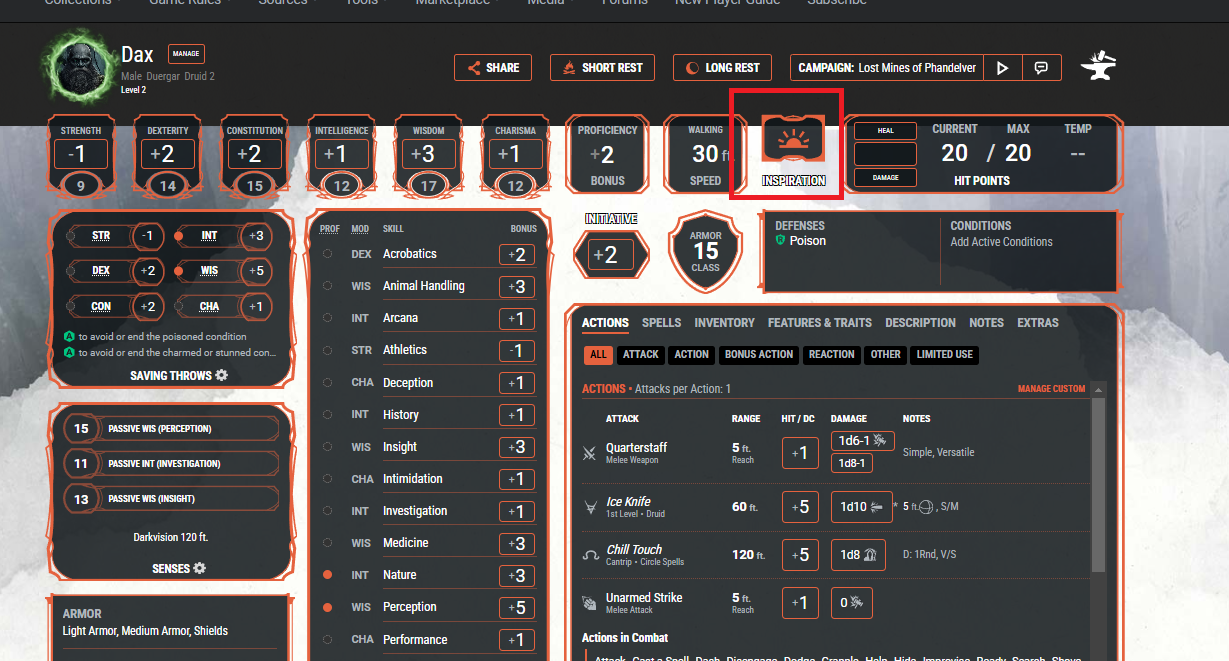 Collections Game Rules Sources Tools Marketplace Media Forums New Player Guide Subscribe
Dax MANAGE
Male Duergar Druid 2
Level 2
SHARE SHORT REST LONG REST CAMPAIGN: Lost Mines of Phandelver
STRENGTH -1 9
DEXTERITY +2 14
CONSTITUTION +2 15
INTELLIGENCE +1 12
WISDOM +3 17
CHARISMA +1 12
PROFICIENCY +2 BONUS
WALKING 30 ft. SPEED
INSPIRATION
HEAL
DAMAGE
CURRENT MAX TEMP
20 / 20 --
HIT POINTS
STR -1 INT +3
DEX +2 WIS +5
CON +2 CHA +1
A to avoid or end the poisoned condition
A to avoid or end the charmed or stunned con...
SAVING THROWS
15 PASSIVE WIS (PERCEPTION)
11 PASSIVE INT (INVESTIGATION)
13 PASSIVE WIS (INSIGHT)
Darkvision 120 ft.
SENSES
ARMOR
Light Armor, Medium Armor, Shields
PROF MOD SKILL BONUS
DEX Acrobatics +2
WIS Animal Handling +3
INT Arcana +1
STR Athletics -1
CHA Deception +1
INT History +1
WIS Insight +3
CHA Intimidation +1
INT Investigation +1
WIS Medicine +3
INT Nature +3
WIS Perception +5
CHA Performance +1
INITIATIVE
+2
ARMOR
15
CLASS
DEFENSES
R Poison
CONDITIONS
Add Active Conditions
ACTIONS SPELLS INVENTORY FEATURES & TRAITS DESCRIPTION NOTES EXTRAS
ALL ATTACK ACTION BONUS ACTION REACTION OTHER LIMITED USE
ACTIONS • Attacks per Action: 1 MANAGE CUSTOM
ATTACK RANGE HIT / DC DAMAGE NOTES
Quarterstaff 5 ft. +1 1d6-1 Simple, Versatile
Melee Weapon Reach 1d8-1
Ice Knife 60 ft. +5 1d10 * 5 ft. , S/M
1st Level • Druid
Chill Touch 120 ft. +5 1d8 D: 1Rnd, V/S
Cantrip • Circle Spells
Unarmed Strike 5 ft. +1 0
Melee Attack Reach
Actions in Combat
Attack, Cast a Spell, Dash, Disengage, Dodge, Grapple, Help, Hide, Improvise, Ready, Search, Shove,